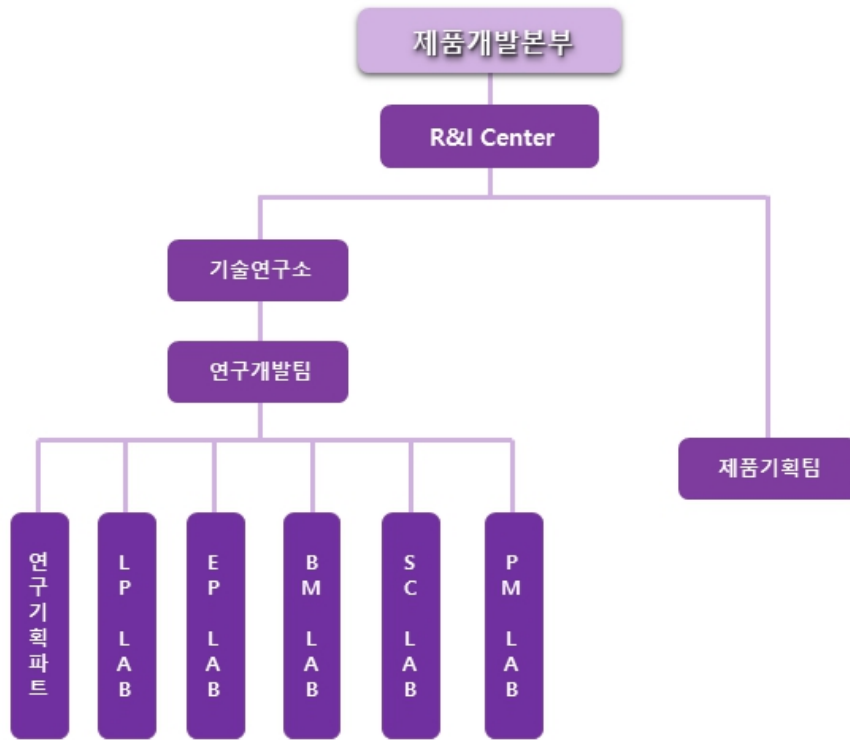 제품개발본부
R&I Center
기술연구소
연구개발팀
제품기획팀
연구기획파트
LP LAB
EP LAB
BM LAB
SC LAB
PM LAB